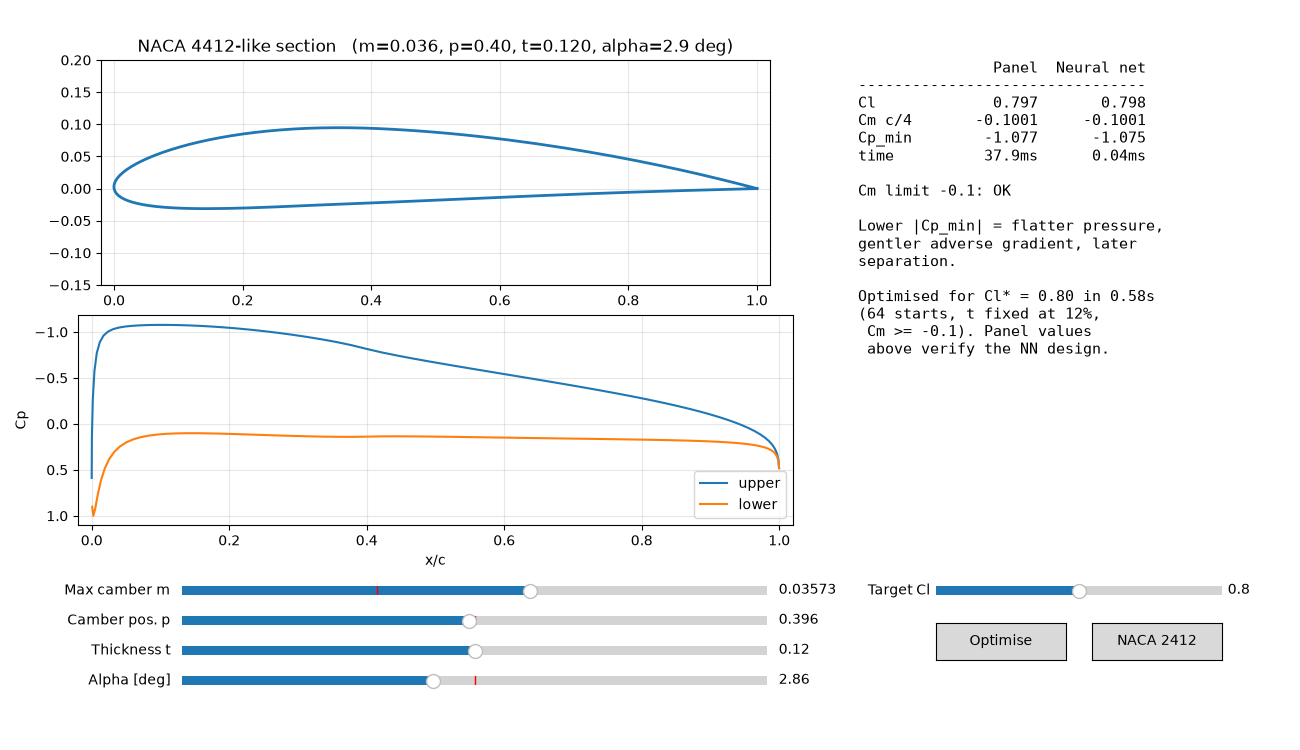 NACA 4412-like section   (m=0.036, p=0.40, t=0.120, alpha=2.9 deg)
0.20
0.15
0.10
0.05
0.00
−0.05
−0.10
−0.15
0.0 0.2 0.4 0.6 0.8 1.0
−1.0
−0.5
0.0
0.5
1.0
Cp
upper
lower
0.0 0.2 0.4 0.6 0.8 1.0
x/c
Panel  Neural net
--------------------------------
Cl 0.797 0.798
Cm c/4 -0.1001 -0.1001
Cp_min -1.077 -1.075
time 37.9ms 0.04ms
Cm limit -0.1: OK
Lower |Cp_min| = flatter pressure,
gentler adverse gradient, later
separation.
Optimised for Cl* = 0.80 in 0.58s
(64 starts, t fixed at 12%,
Cm >= -0.1). Panel values
above verify the NN design.
Max camber m 0.03573
Camber pos. p 0.396
Thickness t 0.12
Alpha [deg] 2.86
Target Cl 0.8
Optimise
NACA 2412